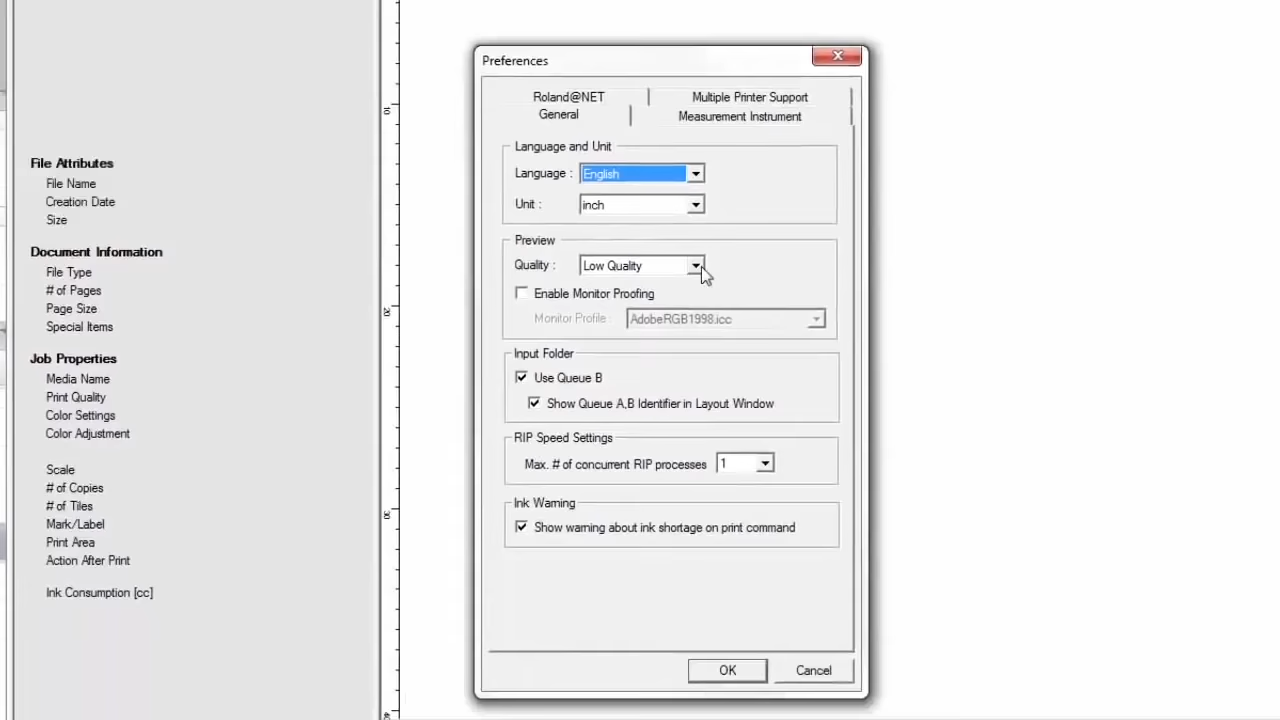 Preferences
Roland@NET
Multiple Printer Support
General
Measurement Instrument
Language and Unit
Language :
English
Unit :
inch
Preview
Quality :
Low Quality
Enable Monitor Proofing
Monitor Profile :
AdobeRGB1998.icc
Input Folder
Use Queue B
Show Queue A,B Identifier in Layout Window
RIP Speed Settings
Max. # of concurrent RIP processes
1
Ink Warning
Show warning about ink shortage on print command
OK
Cancel
File Attributes
File Name
Creation Date
Size
Document Information
File Type
# of Pages
Page Size
Special Items
Job Properties
Media Name
Print Quality
Color Settings
Color Adjustment
Scale
# of Copies
# of Tiles
Mark/Label
Print Area
Action After Print
Ink Consumption [cc]
10
20
30
40